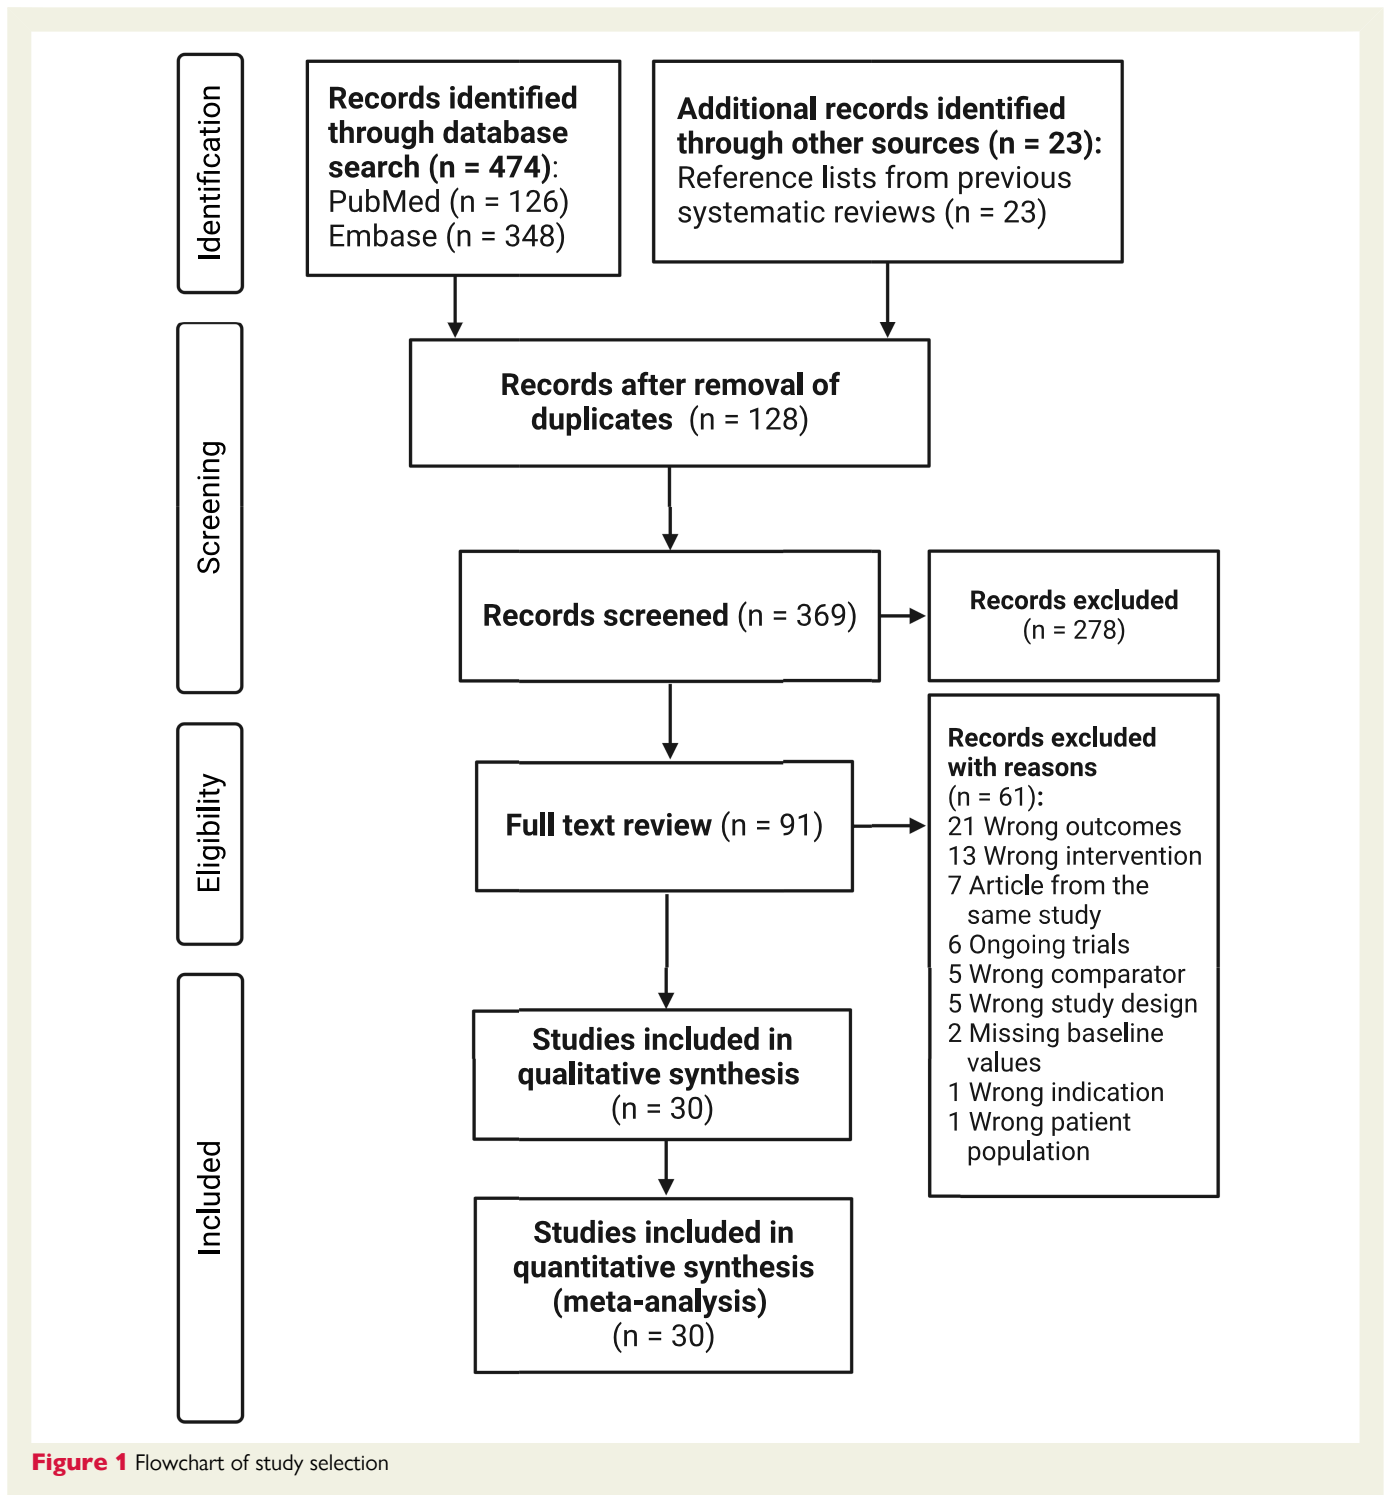 Identification
Records identified
through database
search (n = 474):
PubMed (n = 126)
Embase (n = 348)
Additional records identified
through other sources (n = 23):
Reference lists from previous
systematic reviews (n = 23)
Screening
Records after removal of
duplicates (n = 128)
Records screened (n = 369)
Records excluded
(n = 278)
Eligibility
Full text review (n = 91)
Records excluded
with reasons
(n = 61):
21 Wrong outcomes
13 Wrong intervention
7 Article from the
same study
6 Ongoing trials
5 Wrong comparator
5 Wrong study design
2 Missing baseline
values
1 Wrong indication
1 Wrong patient
population
Included
Studies included in
qualitative synthesis
(n = 30)
Studies included in
quantitative synthesis
(meta-analysis)
(n = 30)
Figure 1 Flowchart of study selection